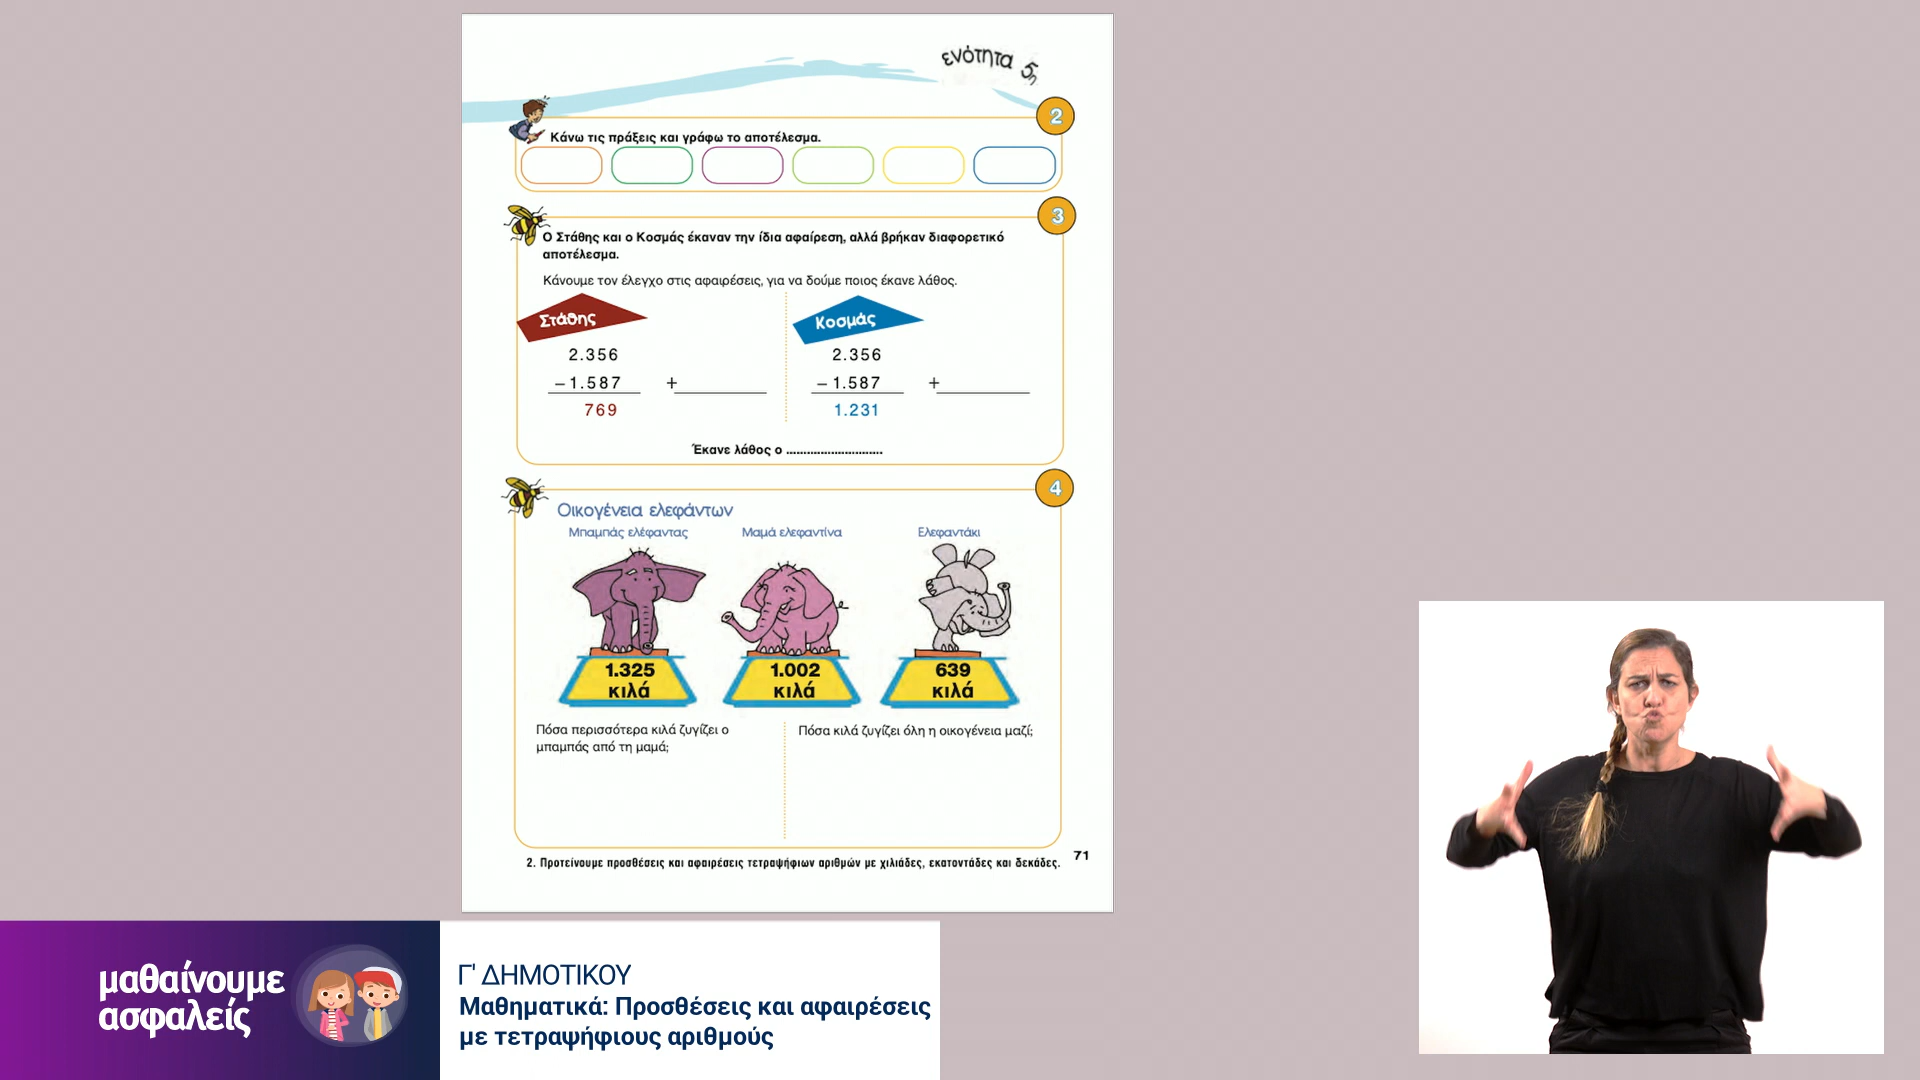 ενότητα 5η
2
Κάνω τις πράξεις και γράφω το αποτέλεσμα.
3
Ο Στάθης και ο Κοσμάς έκαναν την ίδια αφαίρεση, αλλά βρήκαν διαφορετικό
αποτέλεσμα.
Κάνουμε τον έλεγχο στις αφαιρέσεις, για να δούμε ποιος έκανε λάθος.
Στάθης
2.356
– 1.587 +
769
Κοσμάς
2.356
– 1.587 +
1.231
Έκανε λάθος ο ............................
4
Οικογένεια ελεφάντων
Μπαμπάς ελέφαντας Μαμά ελεφαντίνα Ελεφαντάκι
1.325 1.002 639
κιλά κιλά κιλά
Πόσα περισσότερα κιλά ζυγίζει ο
μπαμπάς από τη μαμά;
Πόσα κιλά ζυγίζει όλη η οικογένεια μαζί;
71
2. Προτείνουμε προσθέσεις και αφαιρέσεις τετραψήφιων αριθμών με χιλιάδες, εκατοντάδες και δεκάδες.
μαθαίνουμε
ασφαλείς
Γ' ΔΗΜΟΤΙΚΟΥ
Μαθηματικά: Προσθέσεις και αφαιρέσεις
με τετραψήφιους αριθμούς